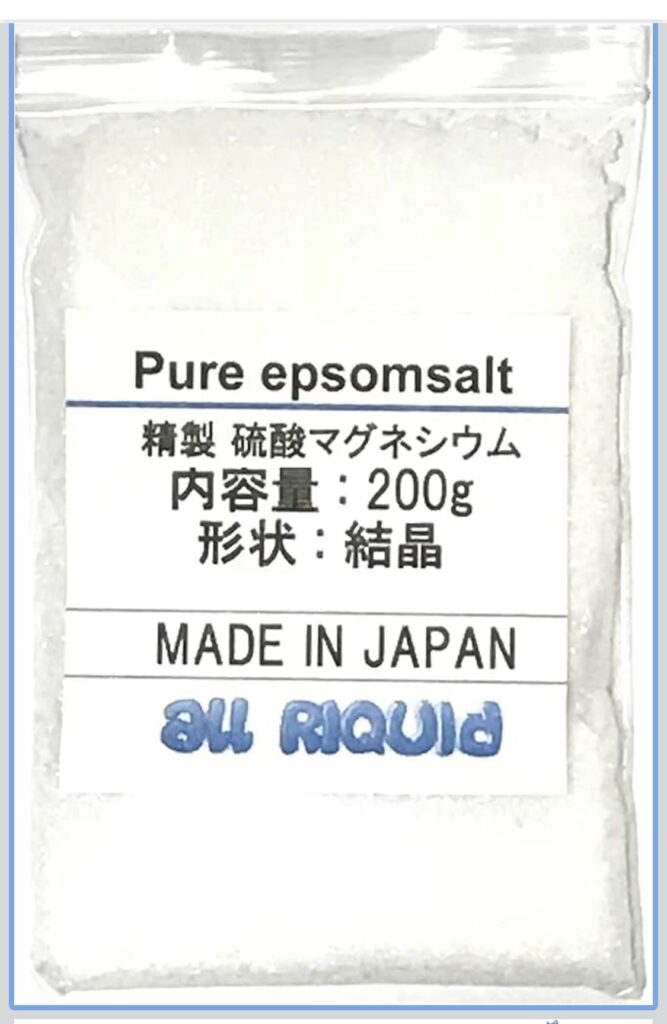 Pure epsomsalt
精製 硫酸マグネシウム
内容量：200g
形状：結晶
MADE IN JAPAN
all RIQUId